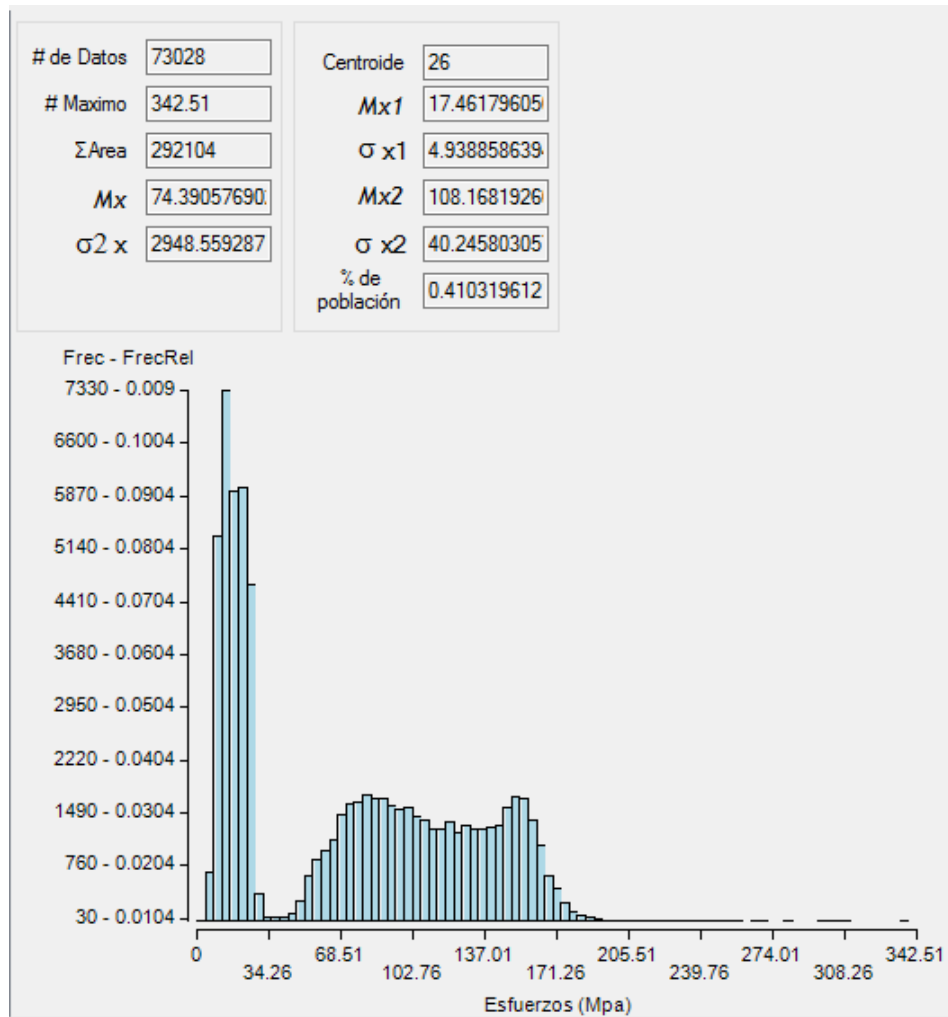 # de Datos 73028
# Maximo 342.51
ΣArea 292104
Mx 74.39057690
σ2 x 2948.559287
Centroide 26
Mx1 17.46179605
σ x1 4.938858639
Mx2 108.1681926
σ x2 40.24580305
% de
población 0.410319612
Frec - FrecRel
7330 - 0.009
6600 - 0.1004
5870 - 0.0904
5140 - 0.0804
4410 - 0.0704
3680 - 0.0604
2950 - 0.0504
2220 - 0.0404
1490 - 0.0304
760 - 0.0204
30 - 0.0104
0 68.51 137.01 205.51 274.01 342.51
34.26 102.76 171.26 239.76 308.26
Esfuerzos (Mpa)